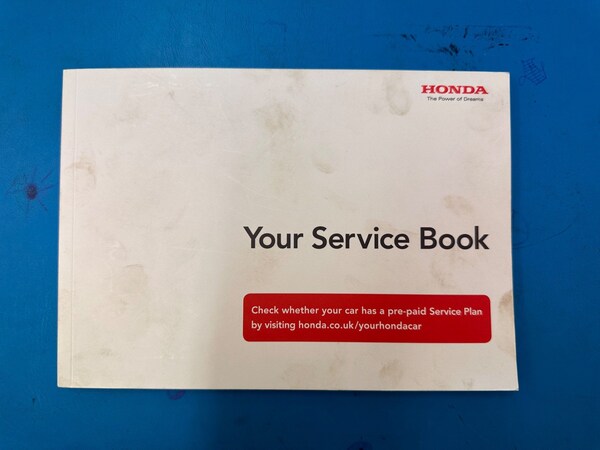 HONDA
The Power of Dreams
Your Service Book
Check whether your car has a pre-paid Service Plan
by visiting honda.co.uk/yourhondacar